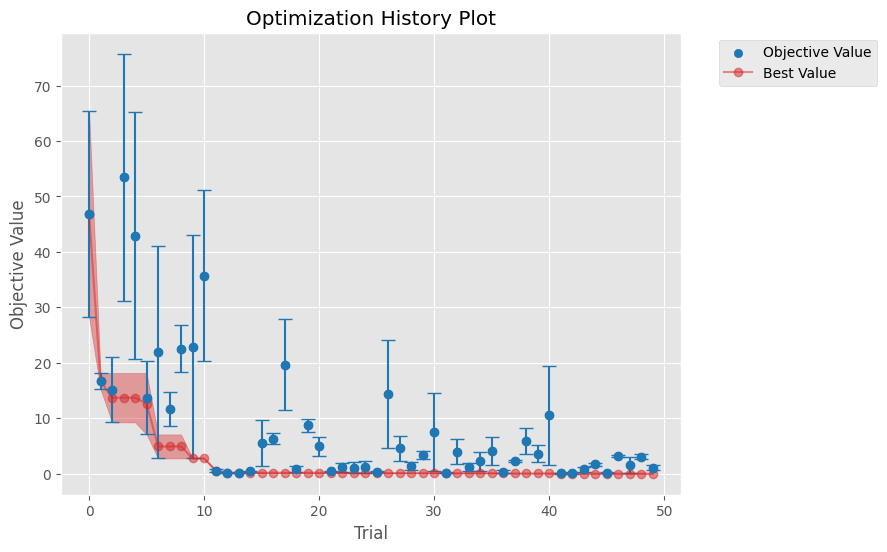 Optimization History Plot
Objective Value
Best Value
Objective Value
70
60
50
40
30
20
10
0
0 10 20 30 40 50
Trial